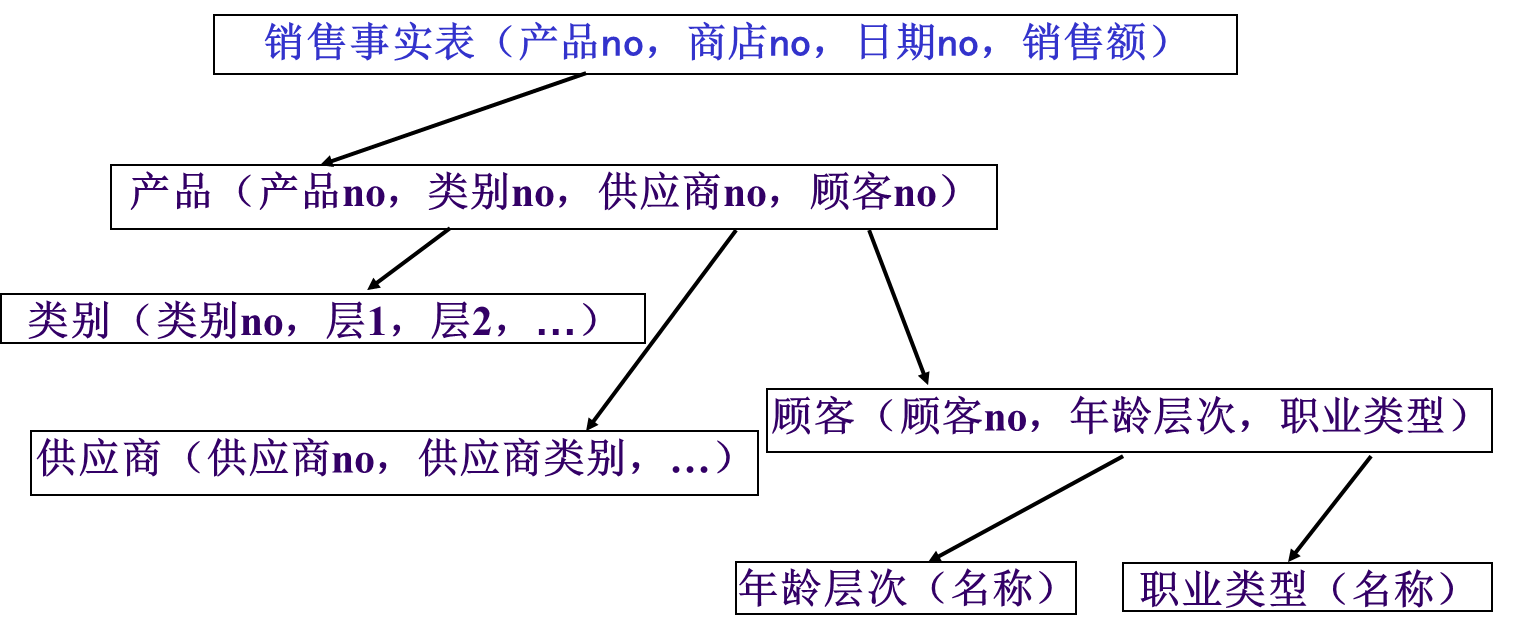 销售事实表（产品no，商店no，日期no，销售额）
产品（产品no，类别no，供应商no，顾客no）
类别（类别no，层1，层2，…）
顾客（顾客no，年龄层次，职业类型）
供应商（供应商no，供应商类别，…）
年龄层次（名称）
职业类型（名称）